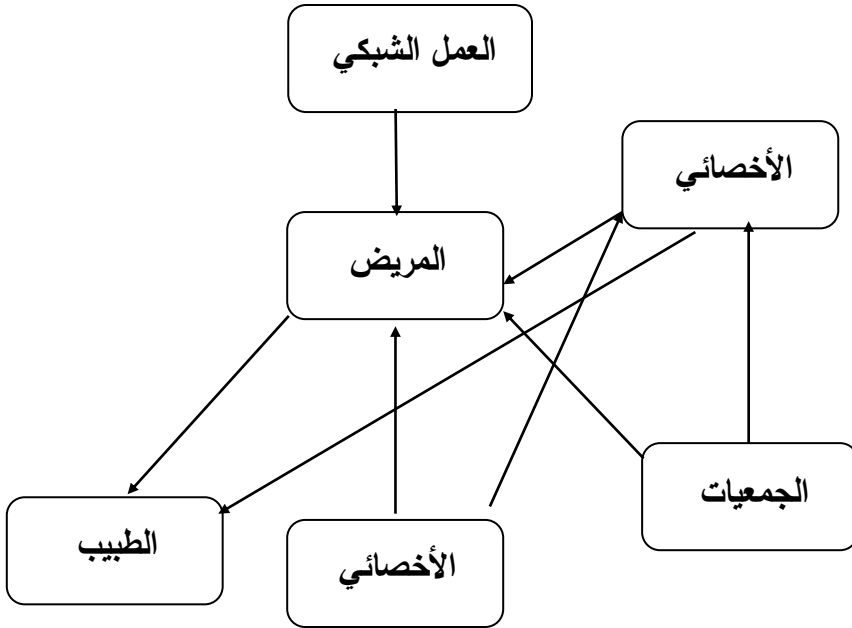 العمل الشبكي
الأخصائي
المريض
الجمعيات
الأخصائي
الطبيب